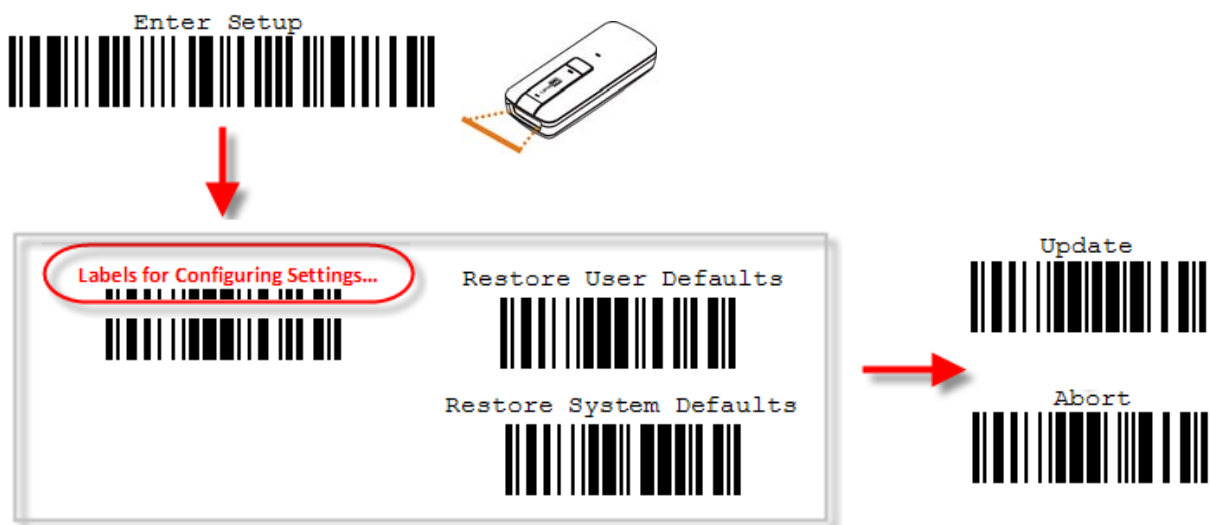 Enter Setup
Labels for Configuring Settings...
Restore User Defaults
Restore System Defaults
Update
Abort